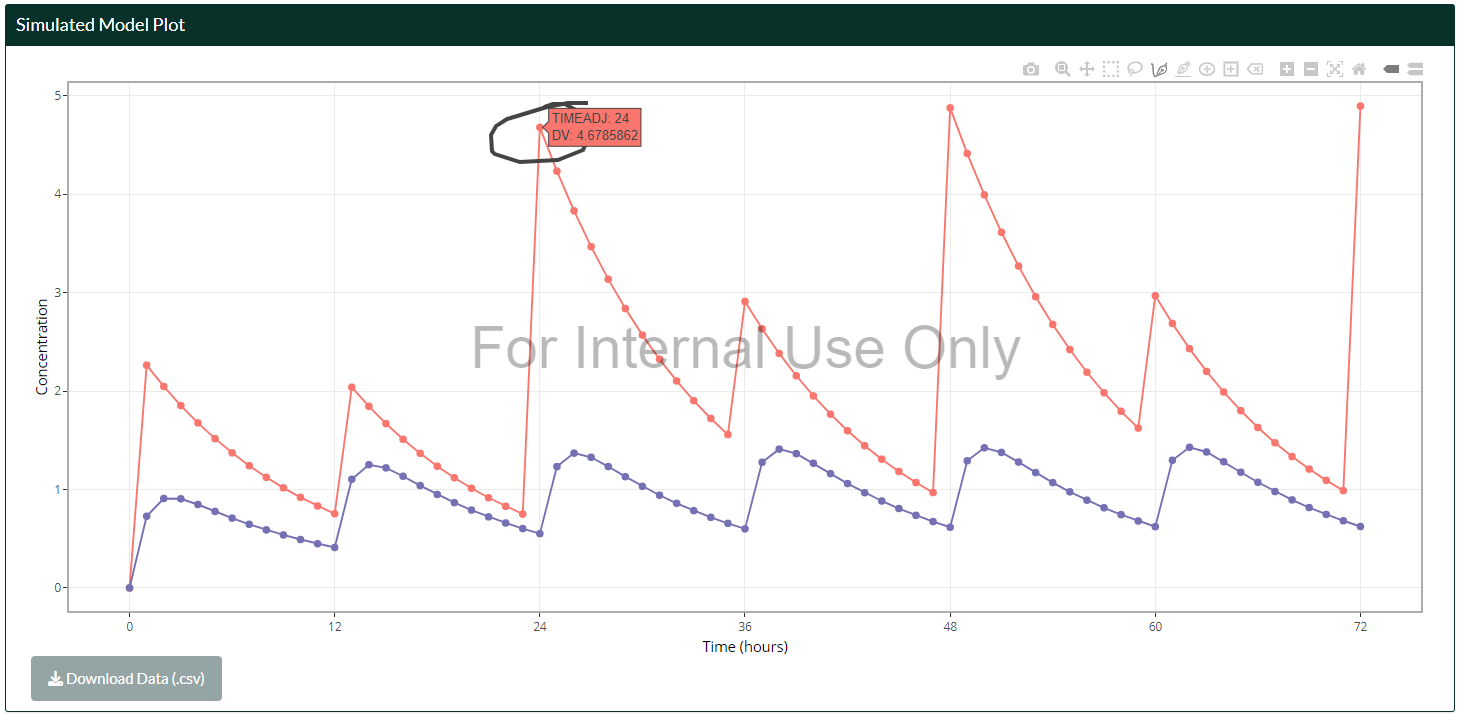 Simulated Model Plot
5
TIMEADJ: 24
DV: 4.6785862
4
3
For Internal Use Only
Concentration
2
1
0
0 12 24 36 48 60 72
Time (hours)
Download Data (.csv)